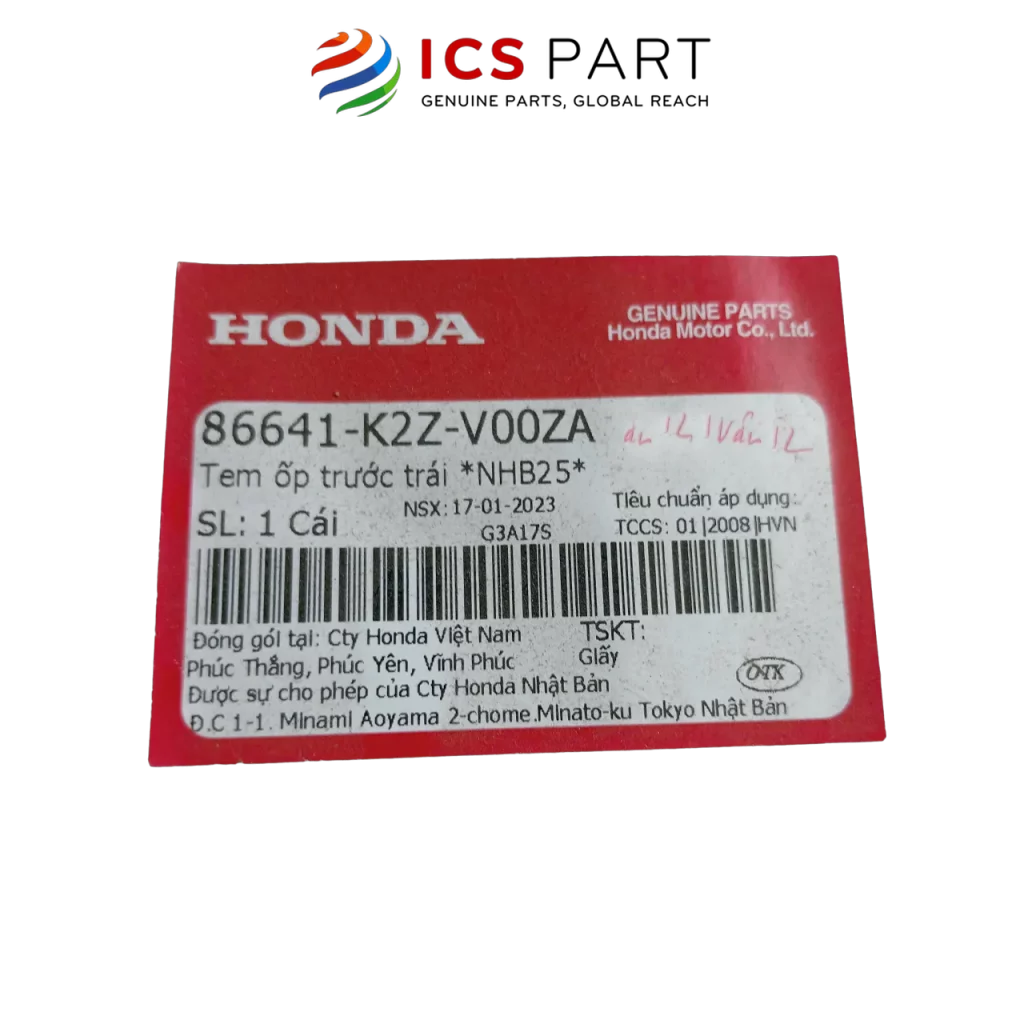 ICS PART
GENUINE PARTS, GLOBAL REACH
HONDA
GENUINE PARTS
Honda Motor Co., Ltd.
86641-K2Z-V00ZA
Tem ốp trước trái *NHB25*
NSX: 17-01-2023
Tiêu chuẩn áp dụng:
SL: 1 Cái
G3A17S
TCCS: 01|2008|HVN
Đóng gói tại: Cty Honda Việt Nam
TSKT:
Phúc Thắng, Phúc Yên, Vĩnh Phúc
Giấy
Được sự cho phép của Cty Honda Nhật Bản
Đ.C 1-1. Minami Aoyama 2-chome.Minato-ku Tokyo Nhật Bản